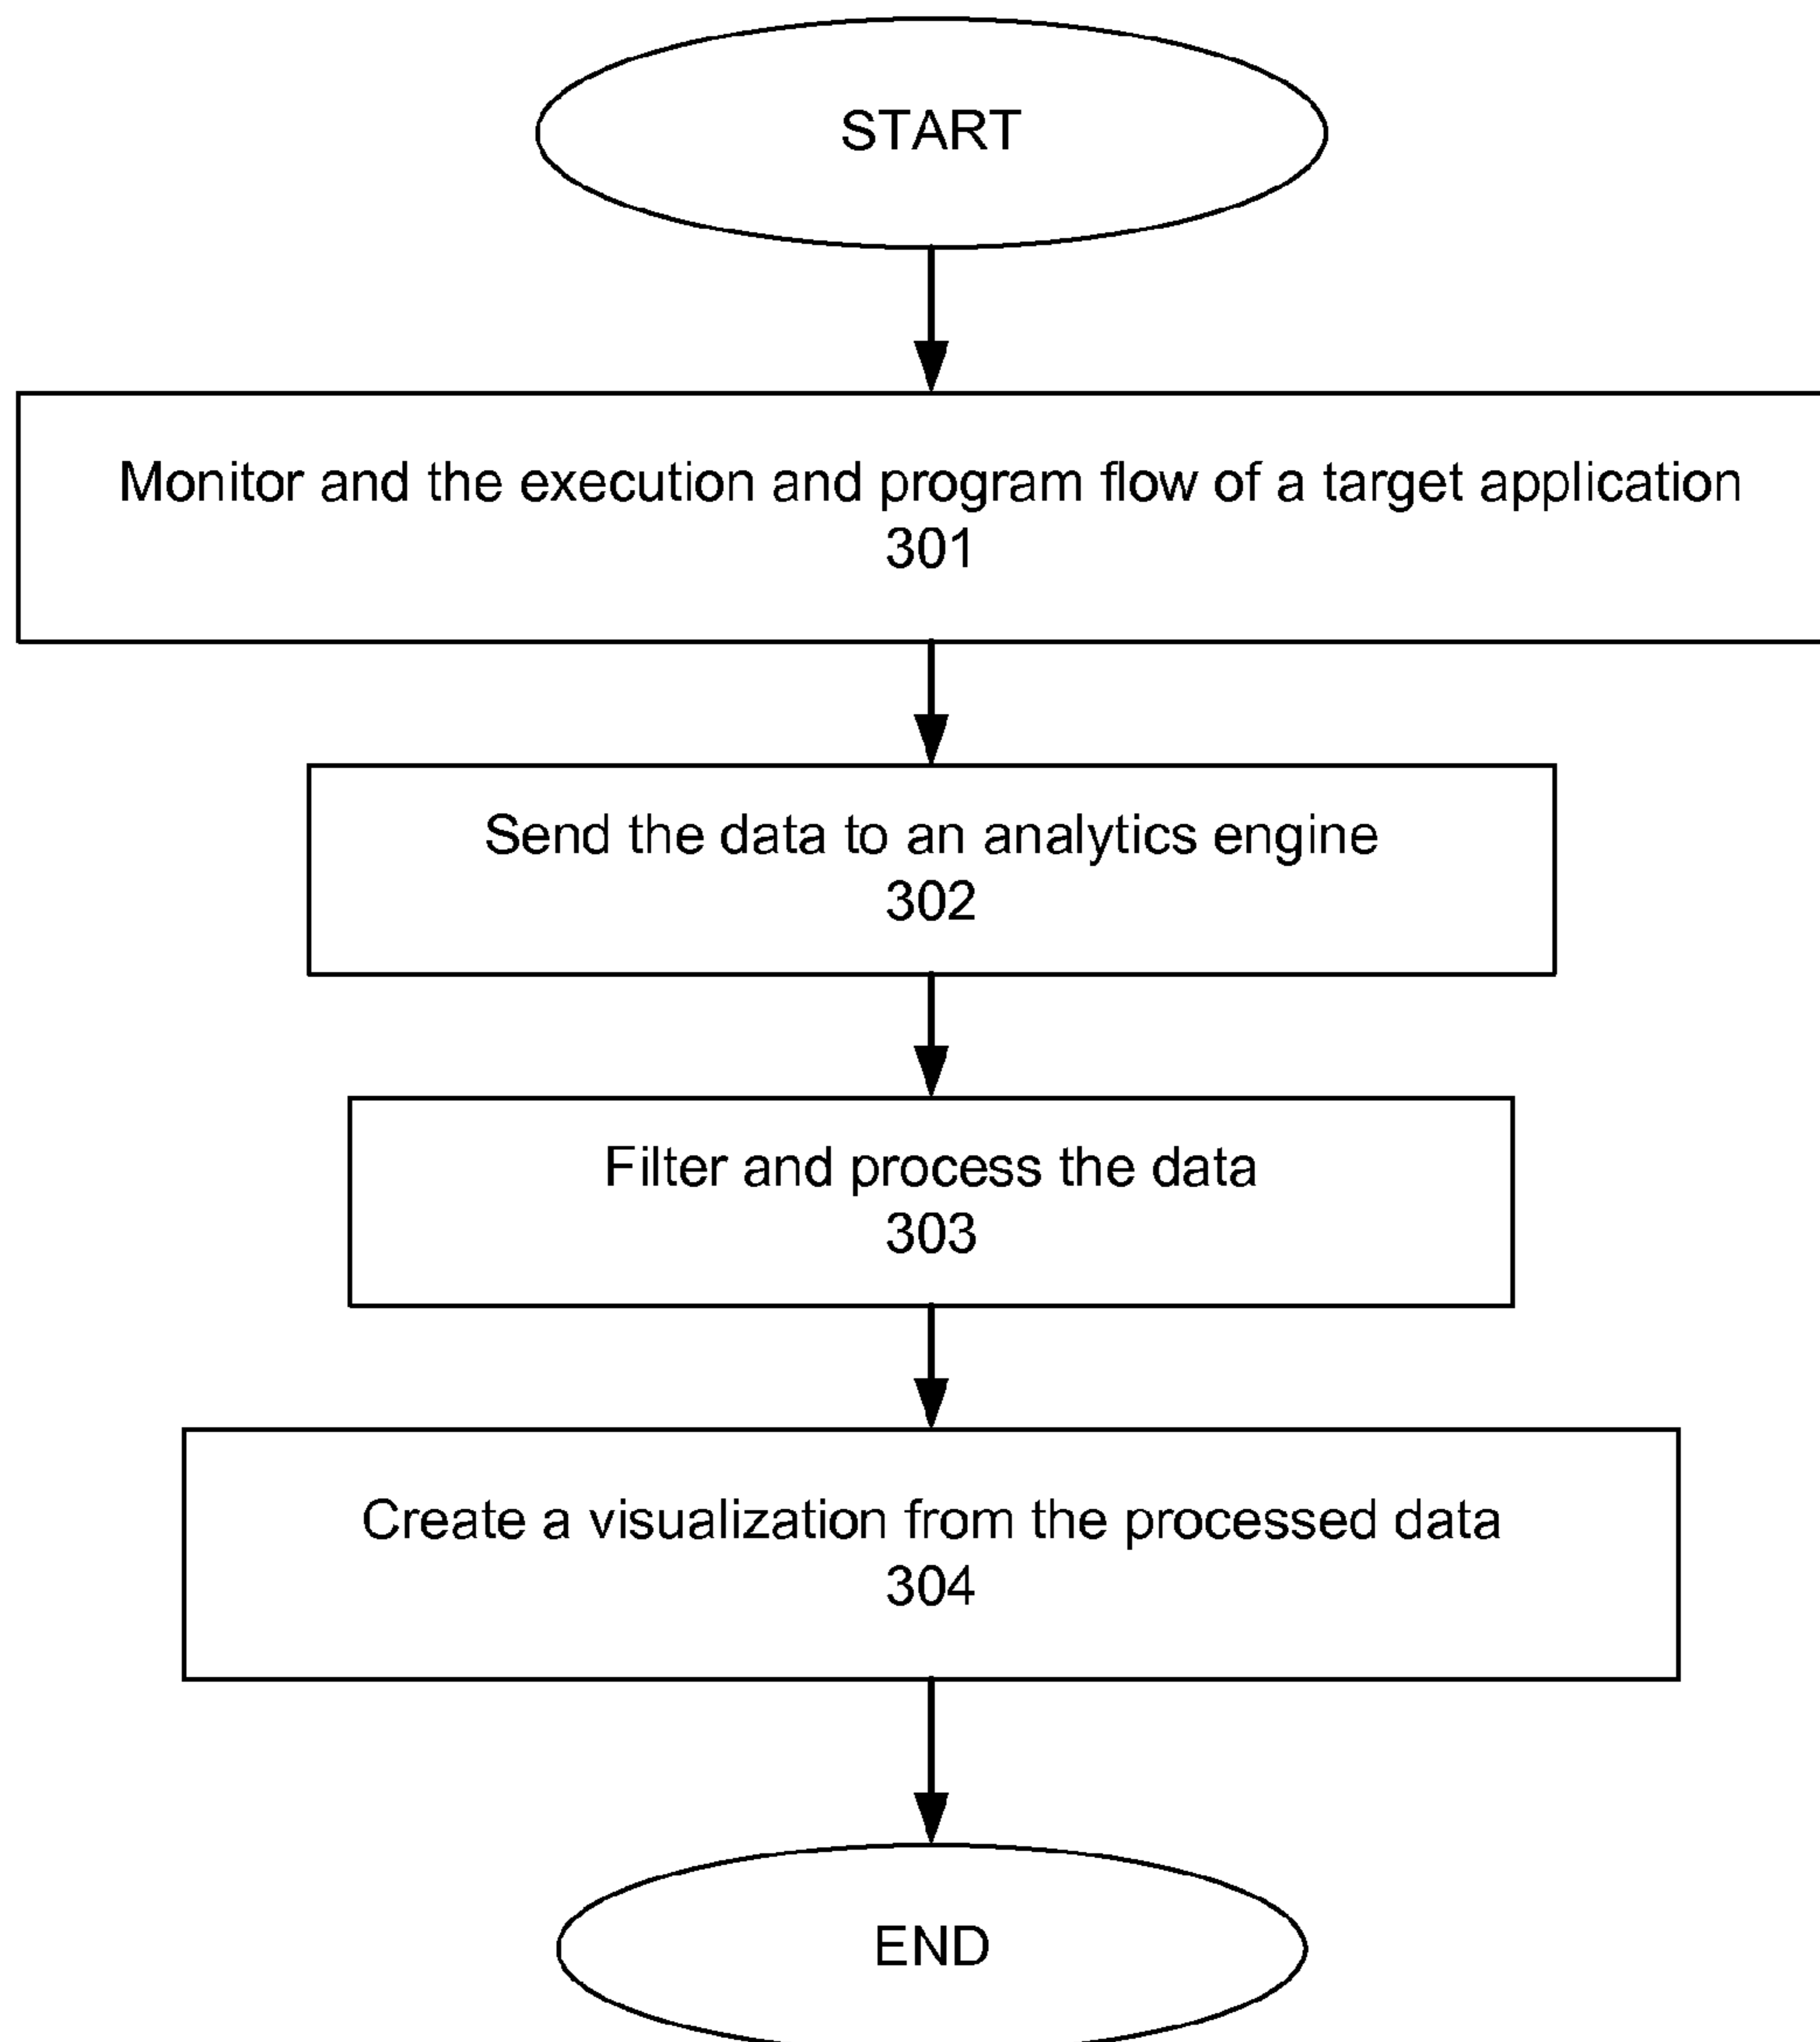 START
Monitor and the execution and program flow of a target application
301
Send the data to an analytics engine
302
Filter and process the data
303
Create a visualization from the processed data
304
END